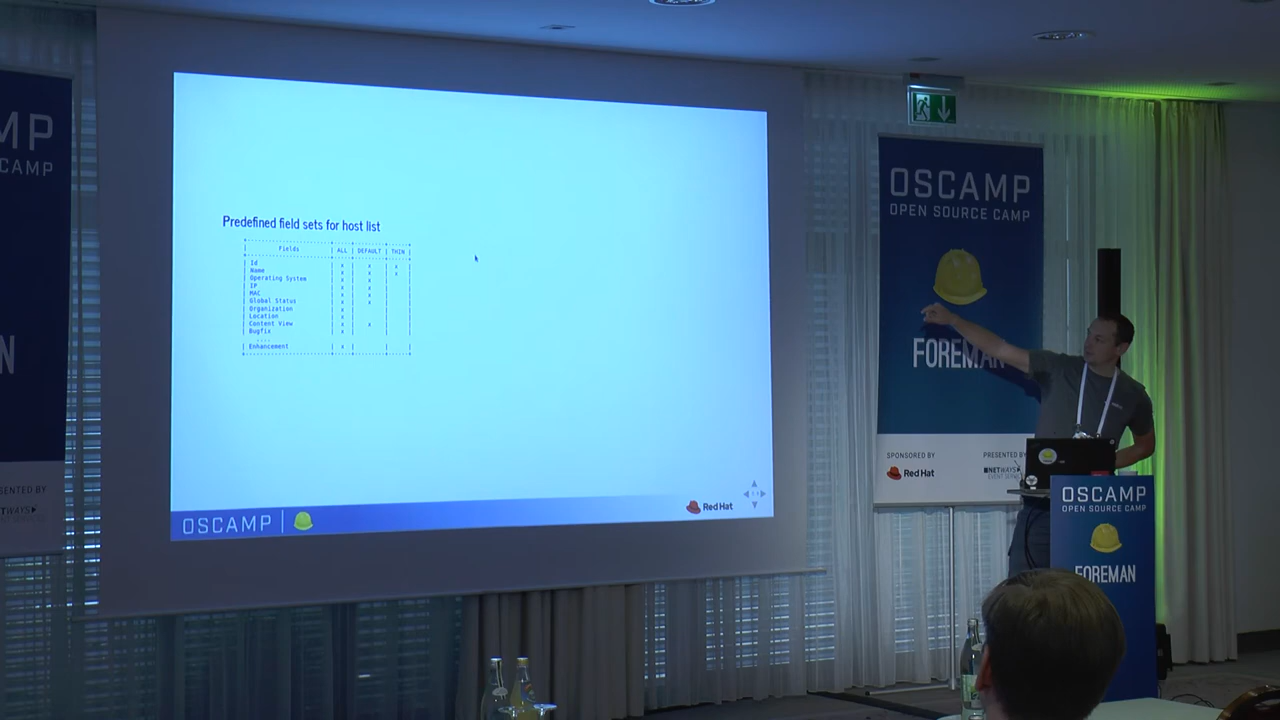 MP
CAMP
N
SENTED BY
Predefined field sets for host list
Fields | ALL | DEFAULT | THIN
Id | x | x | x
Name | x | x | x
Operating System | x | x |
IP | x | x |
MAC | x | x |
Global Status | x | x |
Organization | x | |
Location | x | |
Content View | x | x |
Bugfix | x | |
....
Enhancement | x | |
OSCAMP
Red Hat
OSCAMP
OPEN SOURCE CAMP
FOREMAN
SPONSORED BY
Red Hat
PRESENTED BY
NETWAYS
OSCAMP
OPEN SOURCE CAMP
FOREMAN